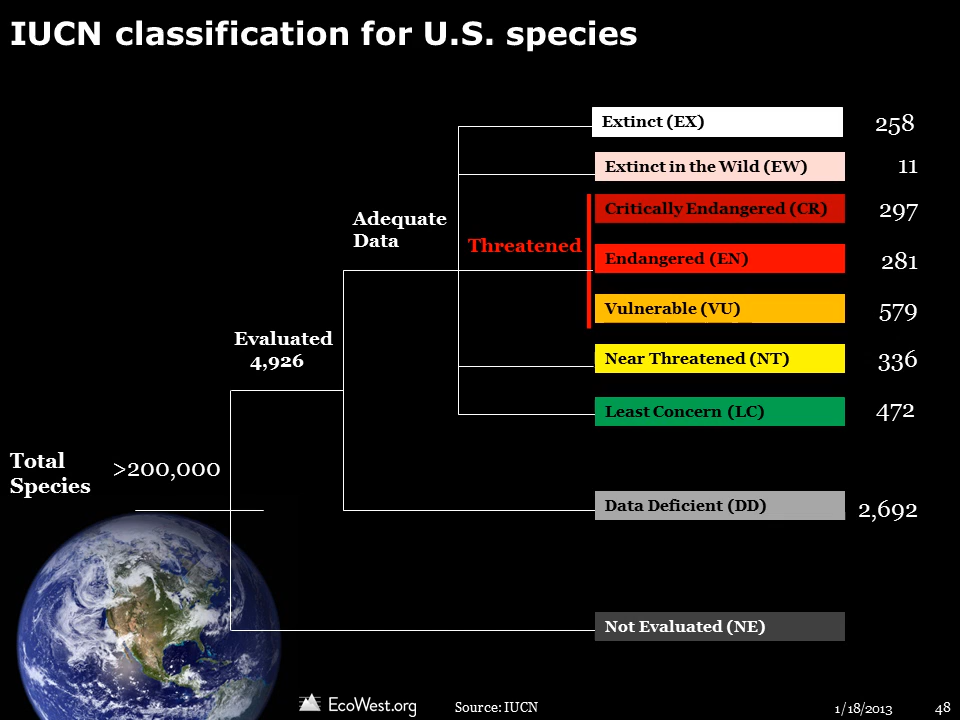 IUCN classification for U.S. species
Extinct (EX) 258
Extinct in the Wild (EW) 11
Critically Endangered (CR) 297
Adequate
Data
Threatened
Endangered (EN) 281
Vulnerable (VU) 579
Evaluated
4,926
Near Threatened (NT) 336
Least Concern (LC) 472
Total
Species
>200,000
Data Deficient (DD) 2,692
Not Evaluated (NE)
EcoWest.org
Source: IUCN
1/18/2013
48